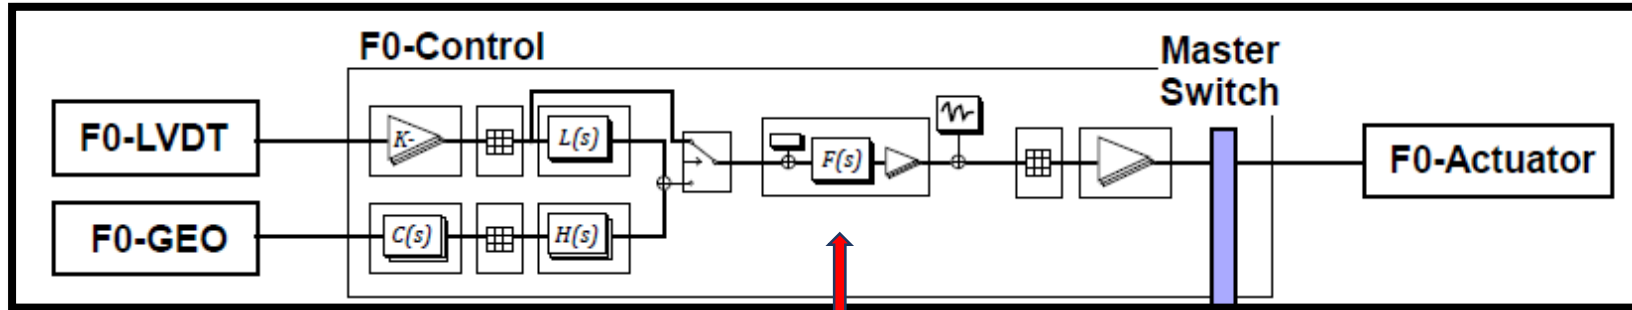 F0-Control
Master
Switch
F0-LVDT
K-
L(s)
F(s)
F0-Actuator
F0-GEO
C(s)
H(s)